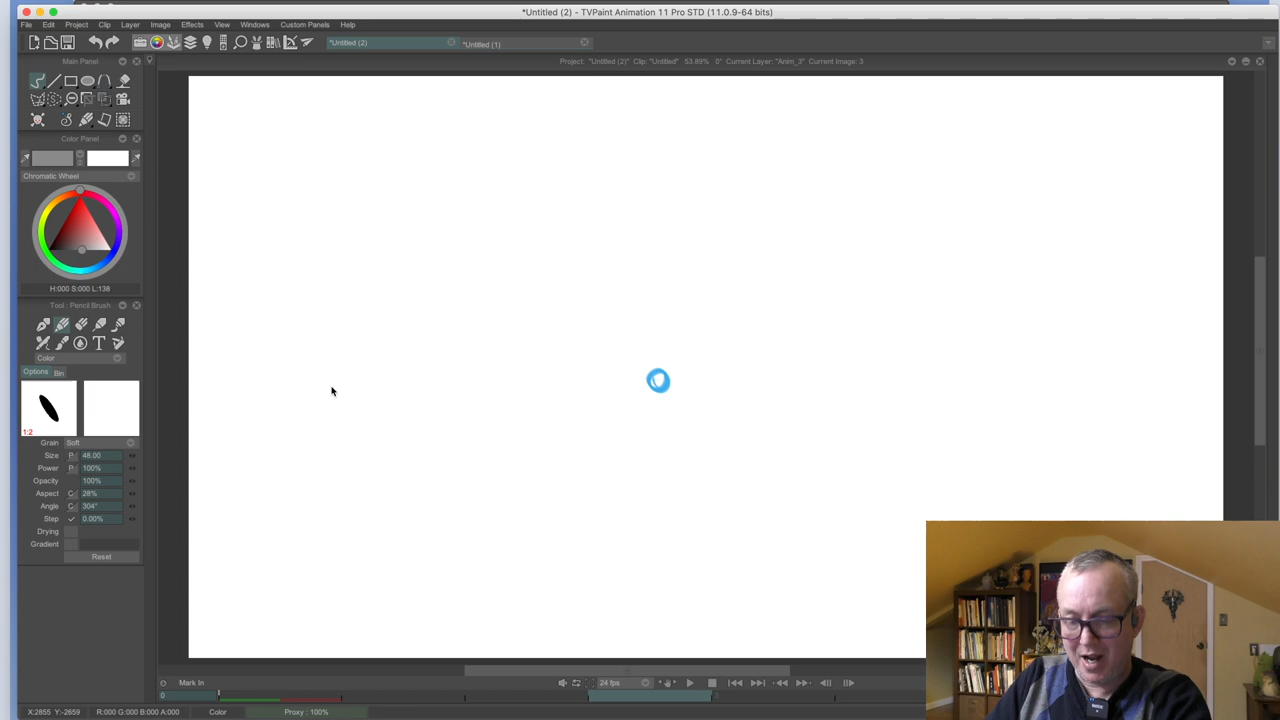 *Untitled (2) - TVPaint Animation 11 Pro STD (11.0.9-64 bits)
File Edit Project Clip Layer Image Effects View Windows Custom Panels Help
*Untitled (2) *Untitled (1)
Main Panel
Project: "Untitled (2)" Clip: "Untitled" 53.89% 0° Current Layer: "Anim_3" Current Image: 3
Color Panel
Chromatic Wheel
H:000 S:000 L:138
Tool : Pencil Brush
Color
Options Bin
1:2
Grain Soft
Size P 48.00
Power P 100%
Opacity 100%
Aspect C 28%
Angle C 304°
Step 0.00%
Drying
Gradient
Reset
Mark In 24 fps
0
X:2855 Y:-2659 R:000 G:000 B:000 A:000 Color Proxy : 100%